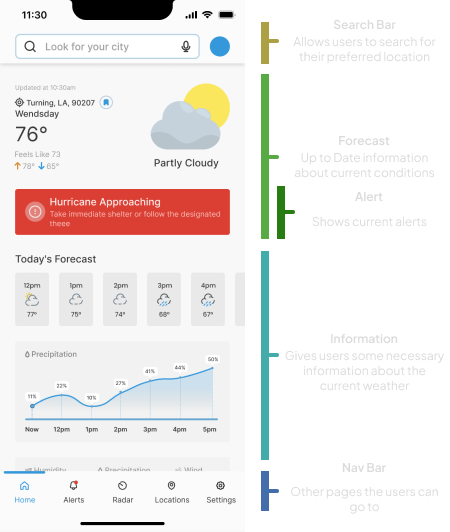 11:30
Look for your city
Updated at 10:30am
Turning, LA, 90207
Wendsday
76°
Feels Like 73
78° 65°
Partly Cloudy
Hurricane Approaching
Take immediate shelter or follow the designated
theee
Today's Forecast
12pm 1pm 2pm 3pm 4pm
77° 75° 74° 68° 67°
Precipitation
11% 22% 10% 27% 41% 44% 50%
Now 12pm 1pm 2pm 3pm 4pm 5pm
Humidity Precipitation Wind
Home Alerts Radar Locations Settings
Search Bar
Allows users to search for
their preferred location
Forecast
Up to Date information
about current conditions
Alert
Shows current alerts
Information
Gives users some necessary
information about the
current weather
Nav Bar
Other pages the users can
go to